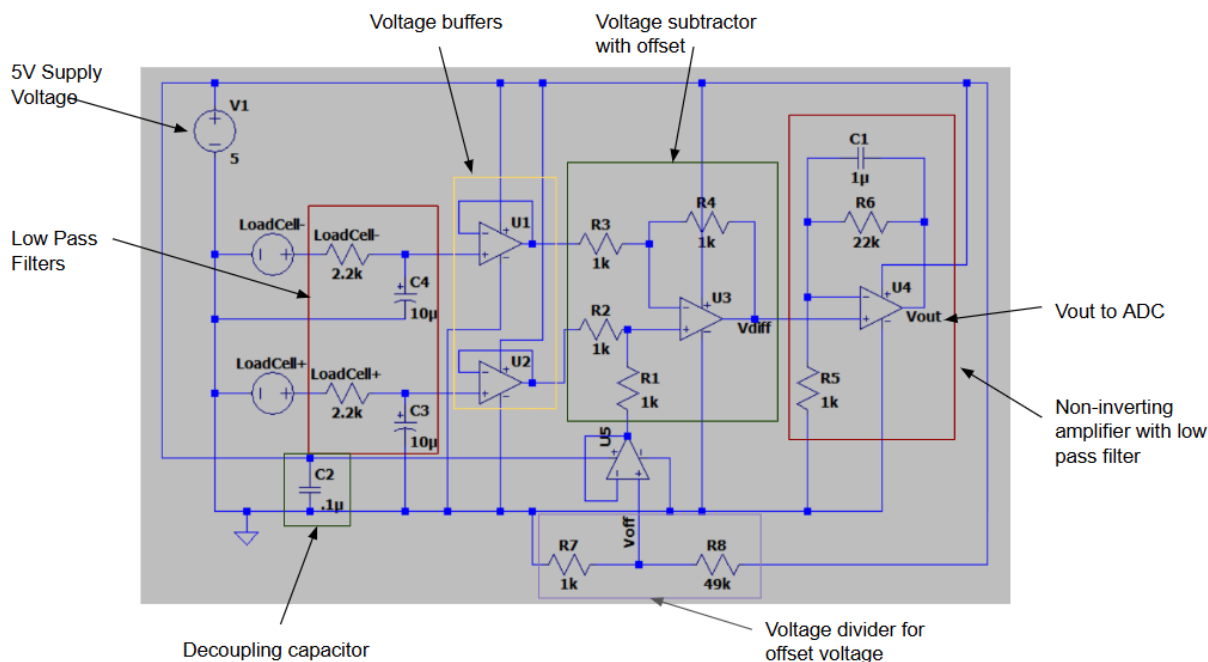 Voltage buffers
Voltage subtractor
with offset
5V Supply
Voltage
V1
5
C1
1µ
R6
22k
LoadCell-
LoadCell-
2.2k
U1
R3
1k
R4
1k
Low Pass
Filters
C4
10µ
U3
Vdiff
U4
Vout
Vout to ADC
R2
1k
LoadCell+
LoadCell+
2.2k
U2
R1
1k
R5
1k
C3
10µ
Non-inverting
amplifier with low
pass filter
U5
C2
.1µ
Voff
R7
1k
R8
49k
Decoupling capacitor
Voltage divider for
offset voltage